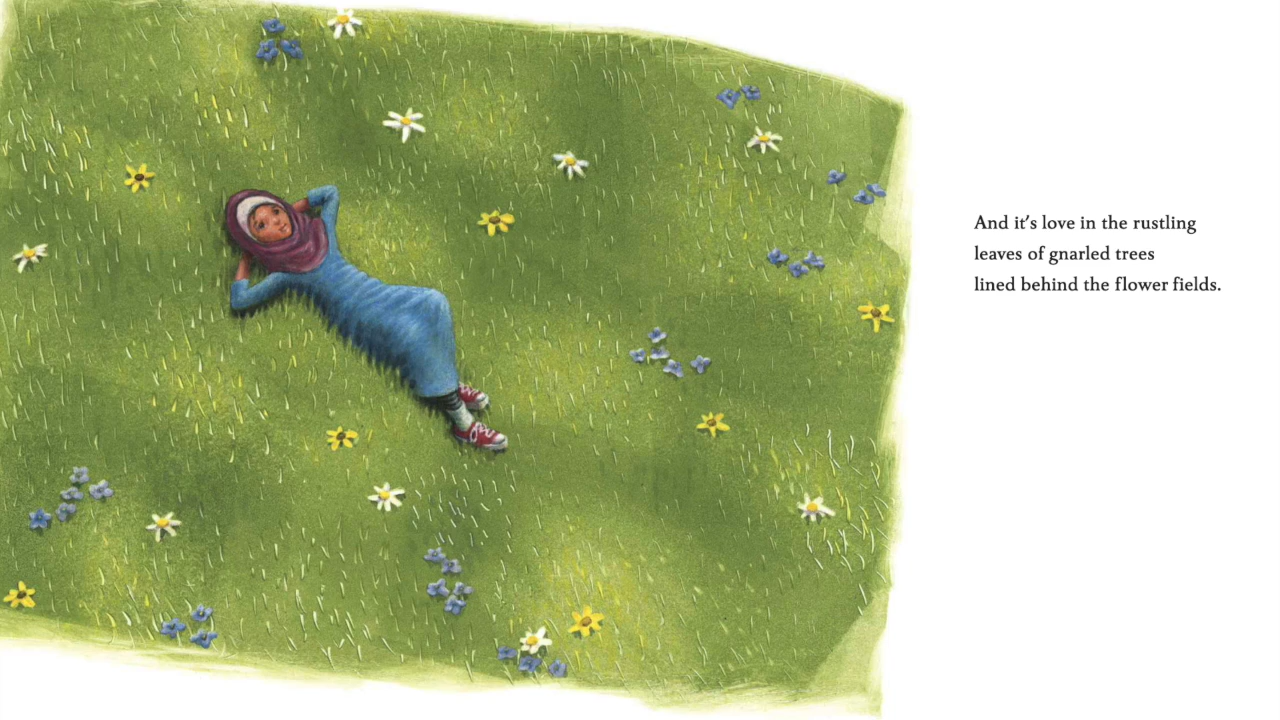 And it's love in the rustling
leaves of gnarled trees
lined behind the flower fields.